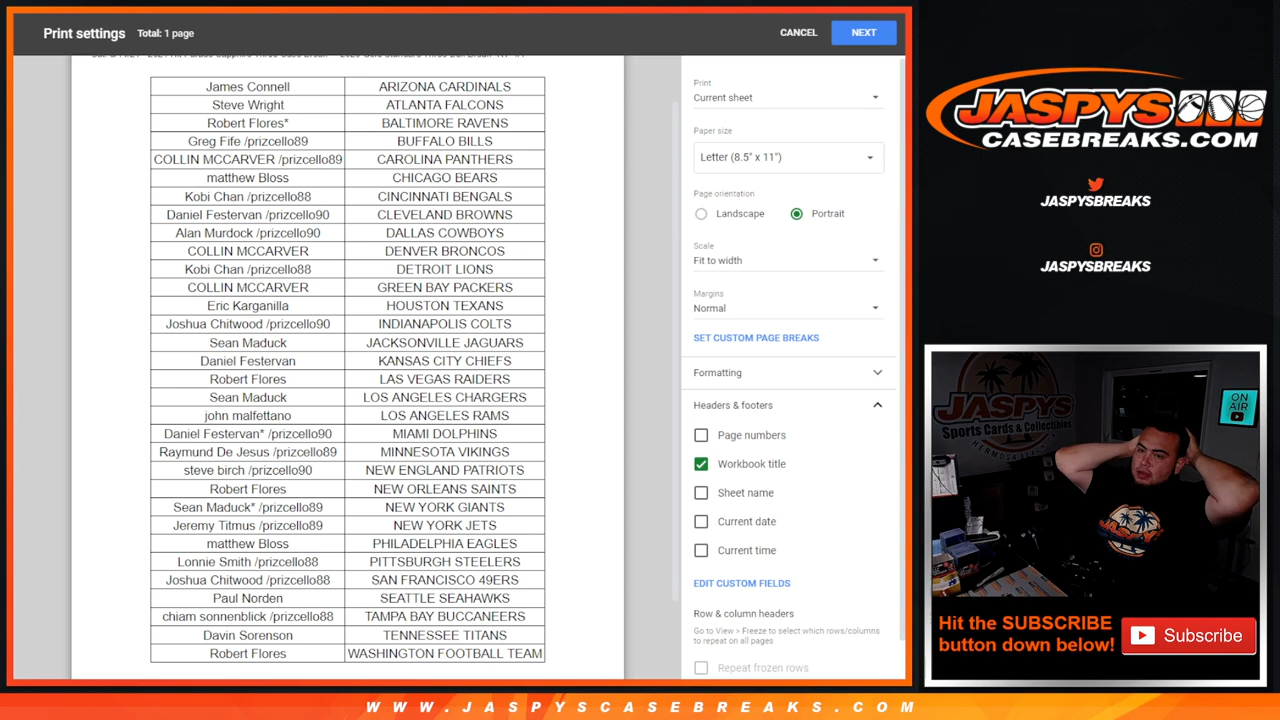 Print settings Total: 1 page
CANCEL NEXT
James Connell ARIZONA CARDINALS
Steve Wright ATLANTA FALCONS
Robert Flores* BALTIMORE RAVENS
Greg Fife /prizcello89 BUFFALO BILLS
COLLIN MCCARVER /prizcello89 CAROLINA PANTHERS
matthew Bloss CHICAGO BEARS
Kobi Chan /prizcello88 CINCINNATI BENGALS
Daniel Festervan /prizcello90 CLEVELAND BROWNS
Alan Murdock /prizcello90 DALLAS COWBOYS
COLLIN MCCARVER DENVER BRONCOS
Kobi Chan /prizcello88 DETROIT LIONS
COLLIN MCCARVER GREEN BAY PACKERS
Eric Karganilla HOUSTON TEXANS
Joshua Chitwood /prizcello90 INDIANAPOLIS COLTS
Sean Maduck JACKSONVILLE JAGUARS
Daniel Festervan KANSAS CITY CHIEFS
Robert Flores LAS VEGAS RAIDERS
Sean Maduck LOS ANGELES CHARGERS
john malfettano LOS ANGELES RAMS
Daniel Festervan* /prizcello90 MIAMI DOLPHINS
Raymund De Jesus /prizcello89 MINNESOTA VIKINGS
steve birch /prizcello90 NEW ENGLAND PATRIOTS
Robert Flores NEW ORLEANS SAINTS
Sean Maduck* /prizcello89 NEW YORK GIANTS
Jeremy Titmus /prizcello89 NEW YORK JETS
matthew Bloss PHILADELPHIA EAGLES
Lonnie Smith /prizcello88 PITTSBURGH STEELERS
Joshua Chitwood /prizcello88 SAN FRANCISCO 49ERS
Paul Norden SEATTLE SEAHAWKS
chiam sonnenblick /prizcello88 TAMPA BAY BUCCANEERS
Davin Sorenson TENNESSEE TITANS
Robert Flores WASHINGTON FOOTBALL TEAM
Print
Current sheet
Paper size
Letter (8.5" x 11")
Page orientation
Landscape Portrait
Scale
Fit to width
Margins
Normal
SET CUSTOM PAGE BREAKS
Formatting
Headers & footers
Page numbers
Workbook title
Sheet name
Current date
Current time
EDIT CUSTOM FIELDS
Row & column headers
Go to View > Freeze to select which rows/columns
to repeat on all pages
Repeat frozen rows
JASPYS
CASEBREAKS.COM
JASPYSBREAKS
JASPYSBREAKS
JASPYS
Sports Cards & Collectibles
ON
AIR
Hit the SUBSCRIBE
button down below!
Subscribe
WWW.JASPYSCASEBREAKS.COM